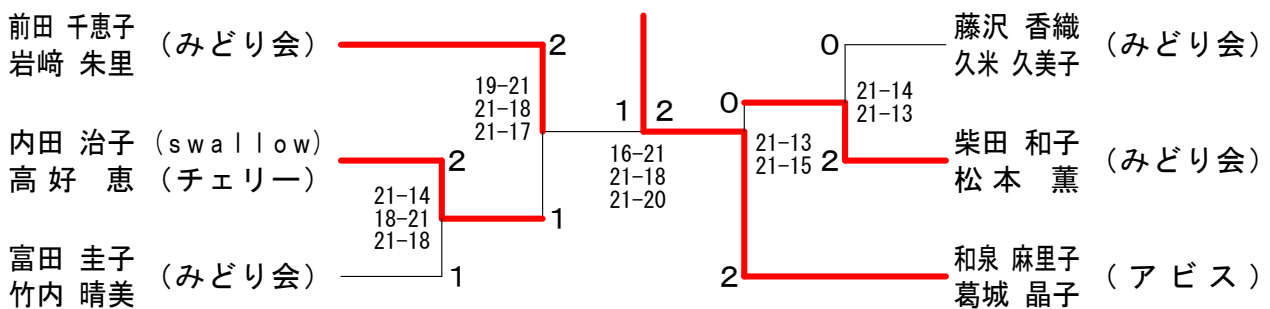 前田 千恵子
岩﨑 朱里
（みどり会）
2
19-21
21-18
21-17
内田 治子 （ｓｗａｌｌｏｗ）
高 好　恵 （チェリー）
2
21-14
18-21
21-18
1
富田 圭子
竹内 晴美
（みどり会）
1
1 2
16-21
21-18
21-20
藤沢 香織
久米 久美子
（みどり会）
0
21-14
21-13
0
21-13
21-15
柴田 和子
松 本　薫
（みどり会）
2
和泉 麻里子
葛城 晶子
（ アビス ）
2